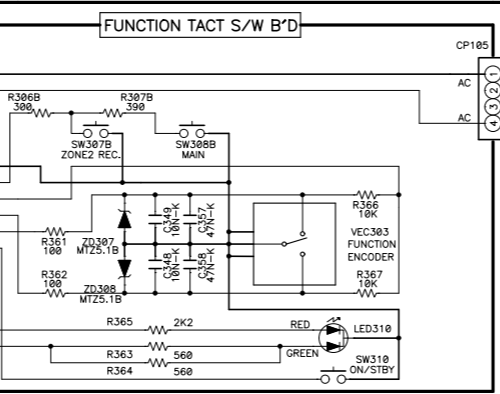 FUNCTION TACT S/W B'D
CP105
AC
1
2
3
4
AC
R306B
300
R307B
390
SW307B
ZONE2 REC.
SW308B
MAIN
R361
100
ZD307
MTZ5.1B
C349
10N-K
C357
47N-K
R366
10K
VEC303
FUNCTION
ENCODER
R362
100
ZD308
MTZ5.1B
C348
10N-K
C358
47N-K
R367
10K
R365
2K2
RED
LED310
R363
560
GREEN
R364
560
SW310
ON/STBY